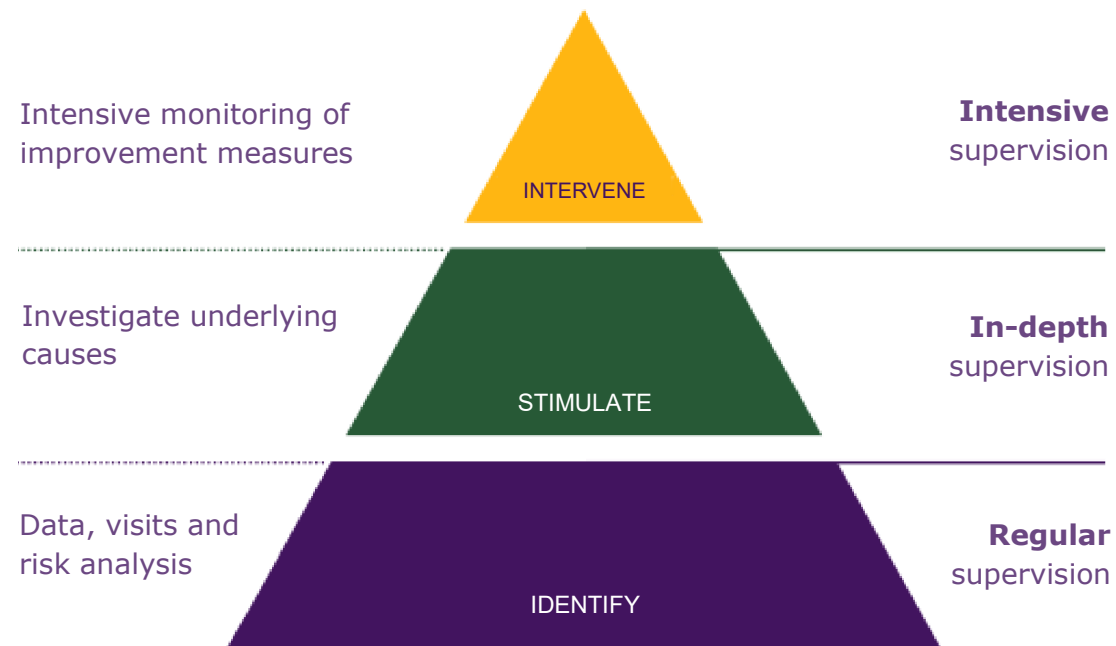 Intensive monitoring of
improvement measures
INTERVENE
Intensive
supervision
Investigate underlying
causes
STIMULATE
In-depth
supervision
Data, visits and
risk analysis
IDENTIFY
Regular
supervision